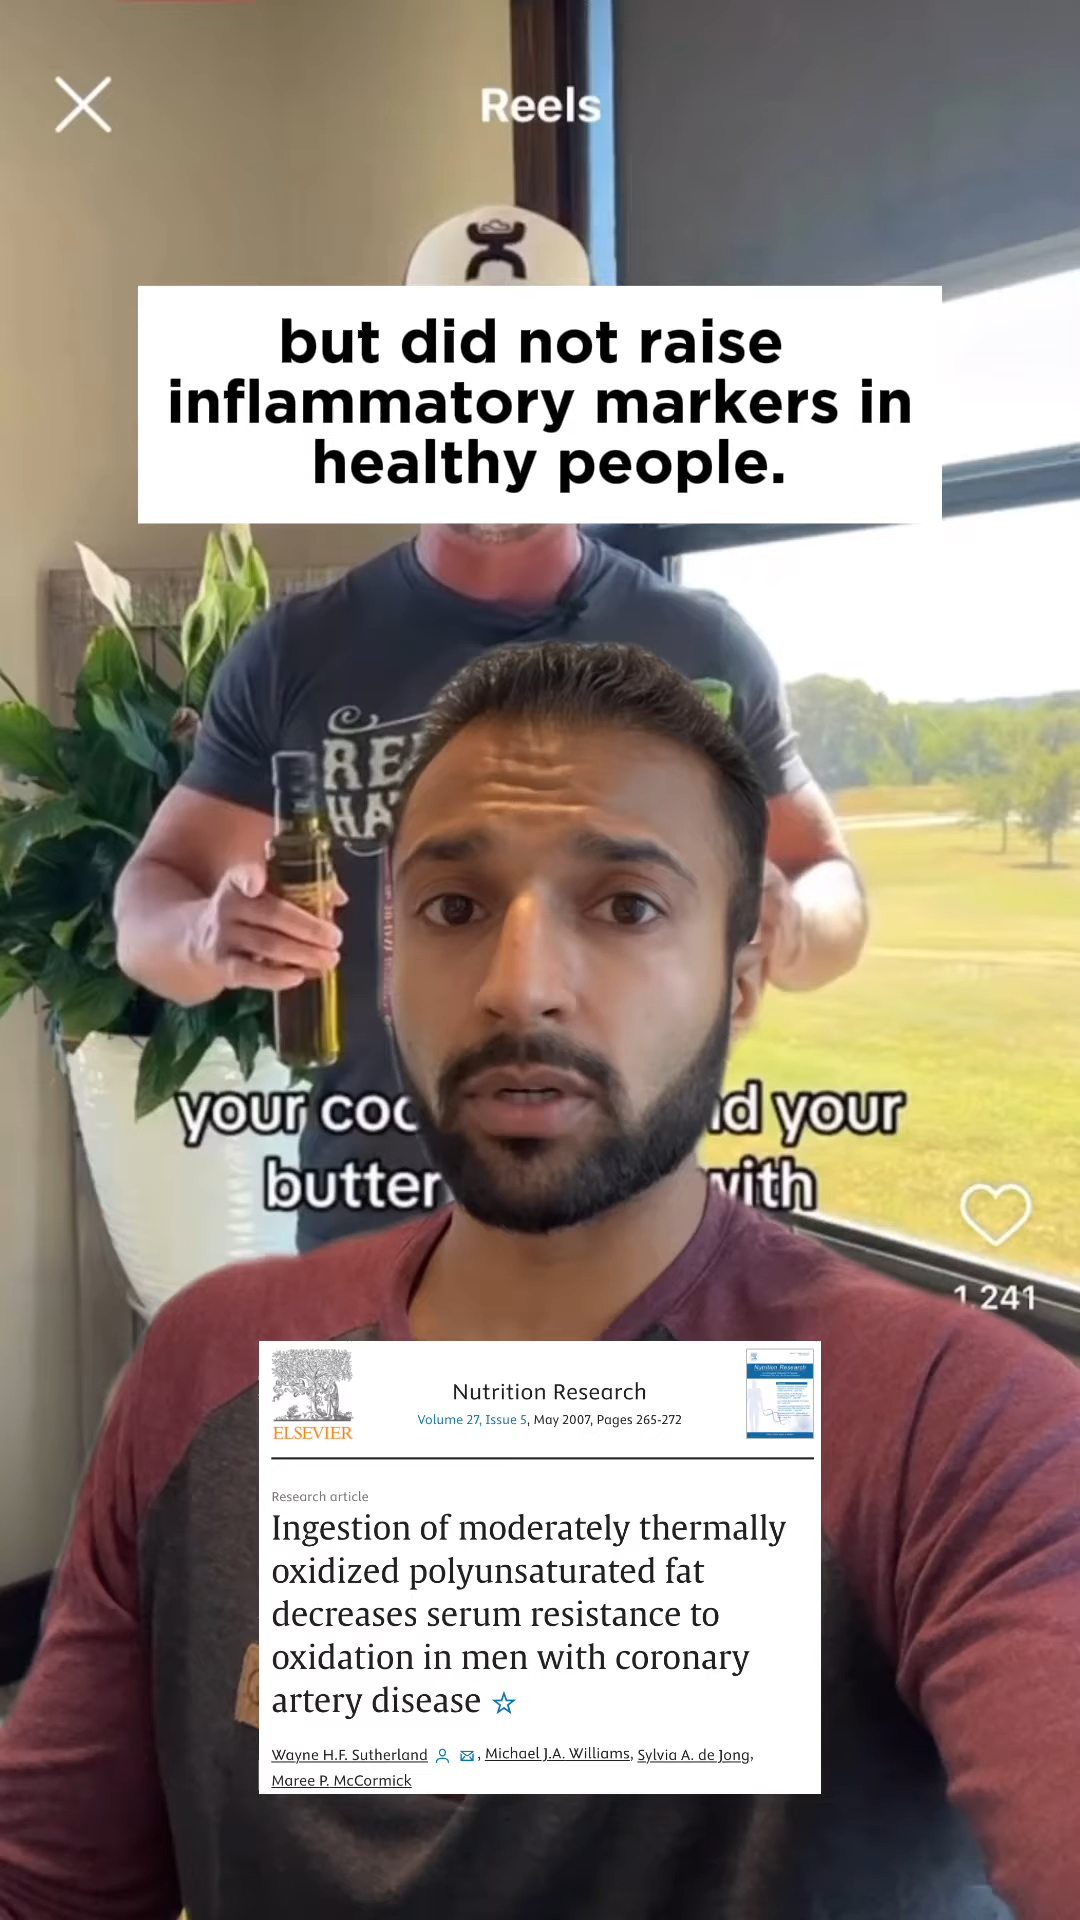 Reels
but did not raise
inflammatory markers in
healthy people.
your
your
butter
with
1,241
ELSEVIER
Nutrition Research
Volume 27, Issue 5, May 2007, Pages 265-272
Nutrition Research
Research article
Ingestion of moderately thermally
oxidized polyunsaturated fat
decreases serum resistance to
oxidation in men with coronary
artery disease
Wayne H.F. Sutherland, Michael J.A. Williams, Sylvia A. de Jong,
Maree P. McCormick